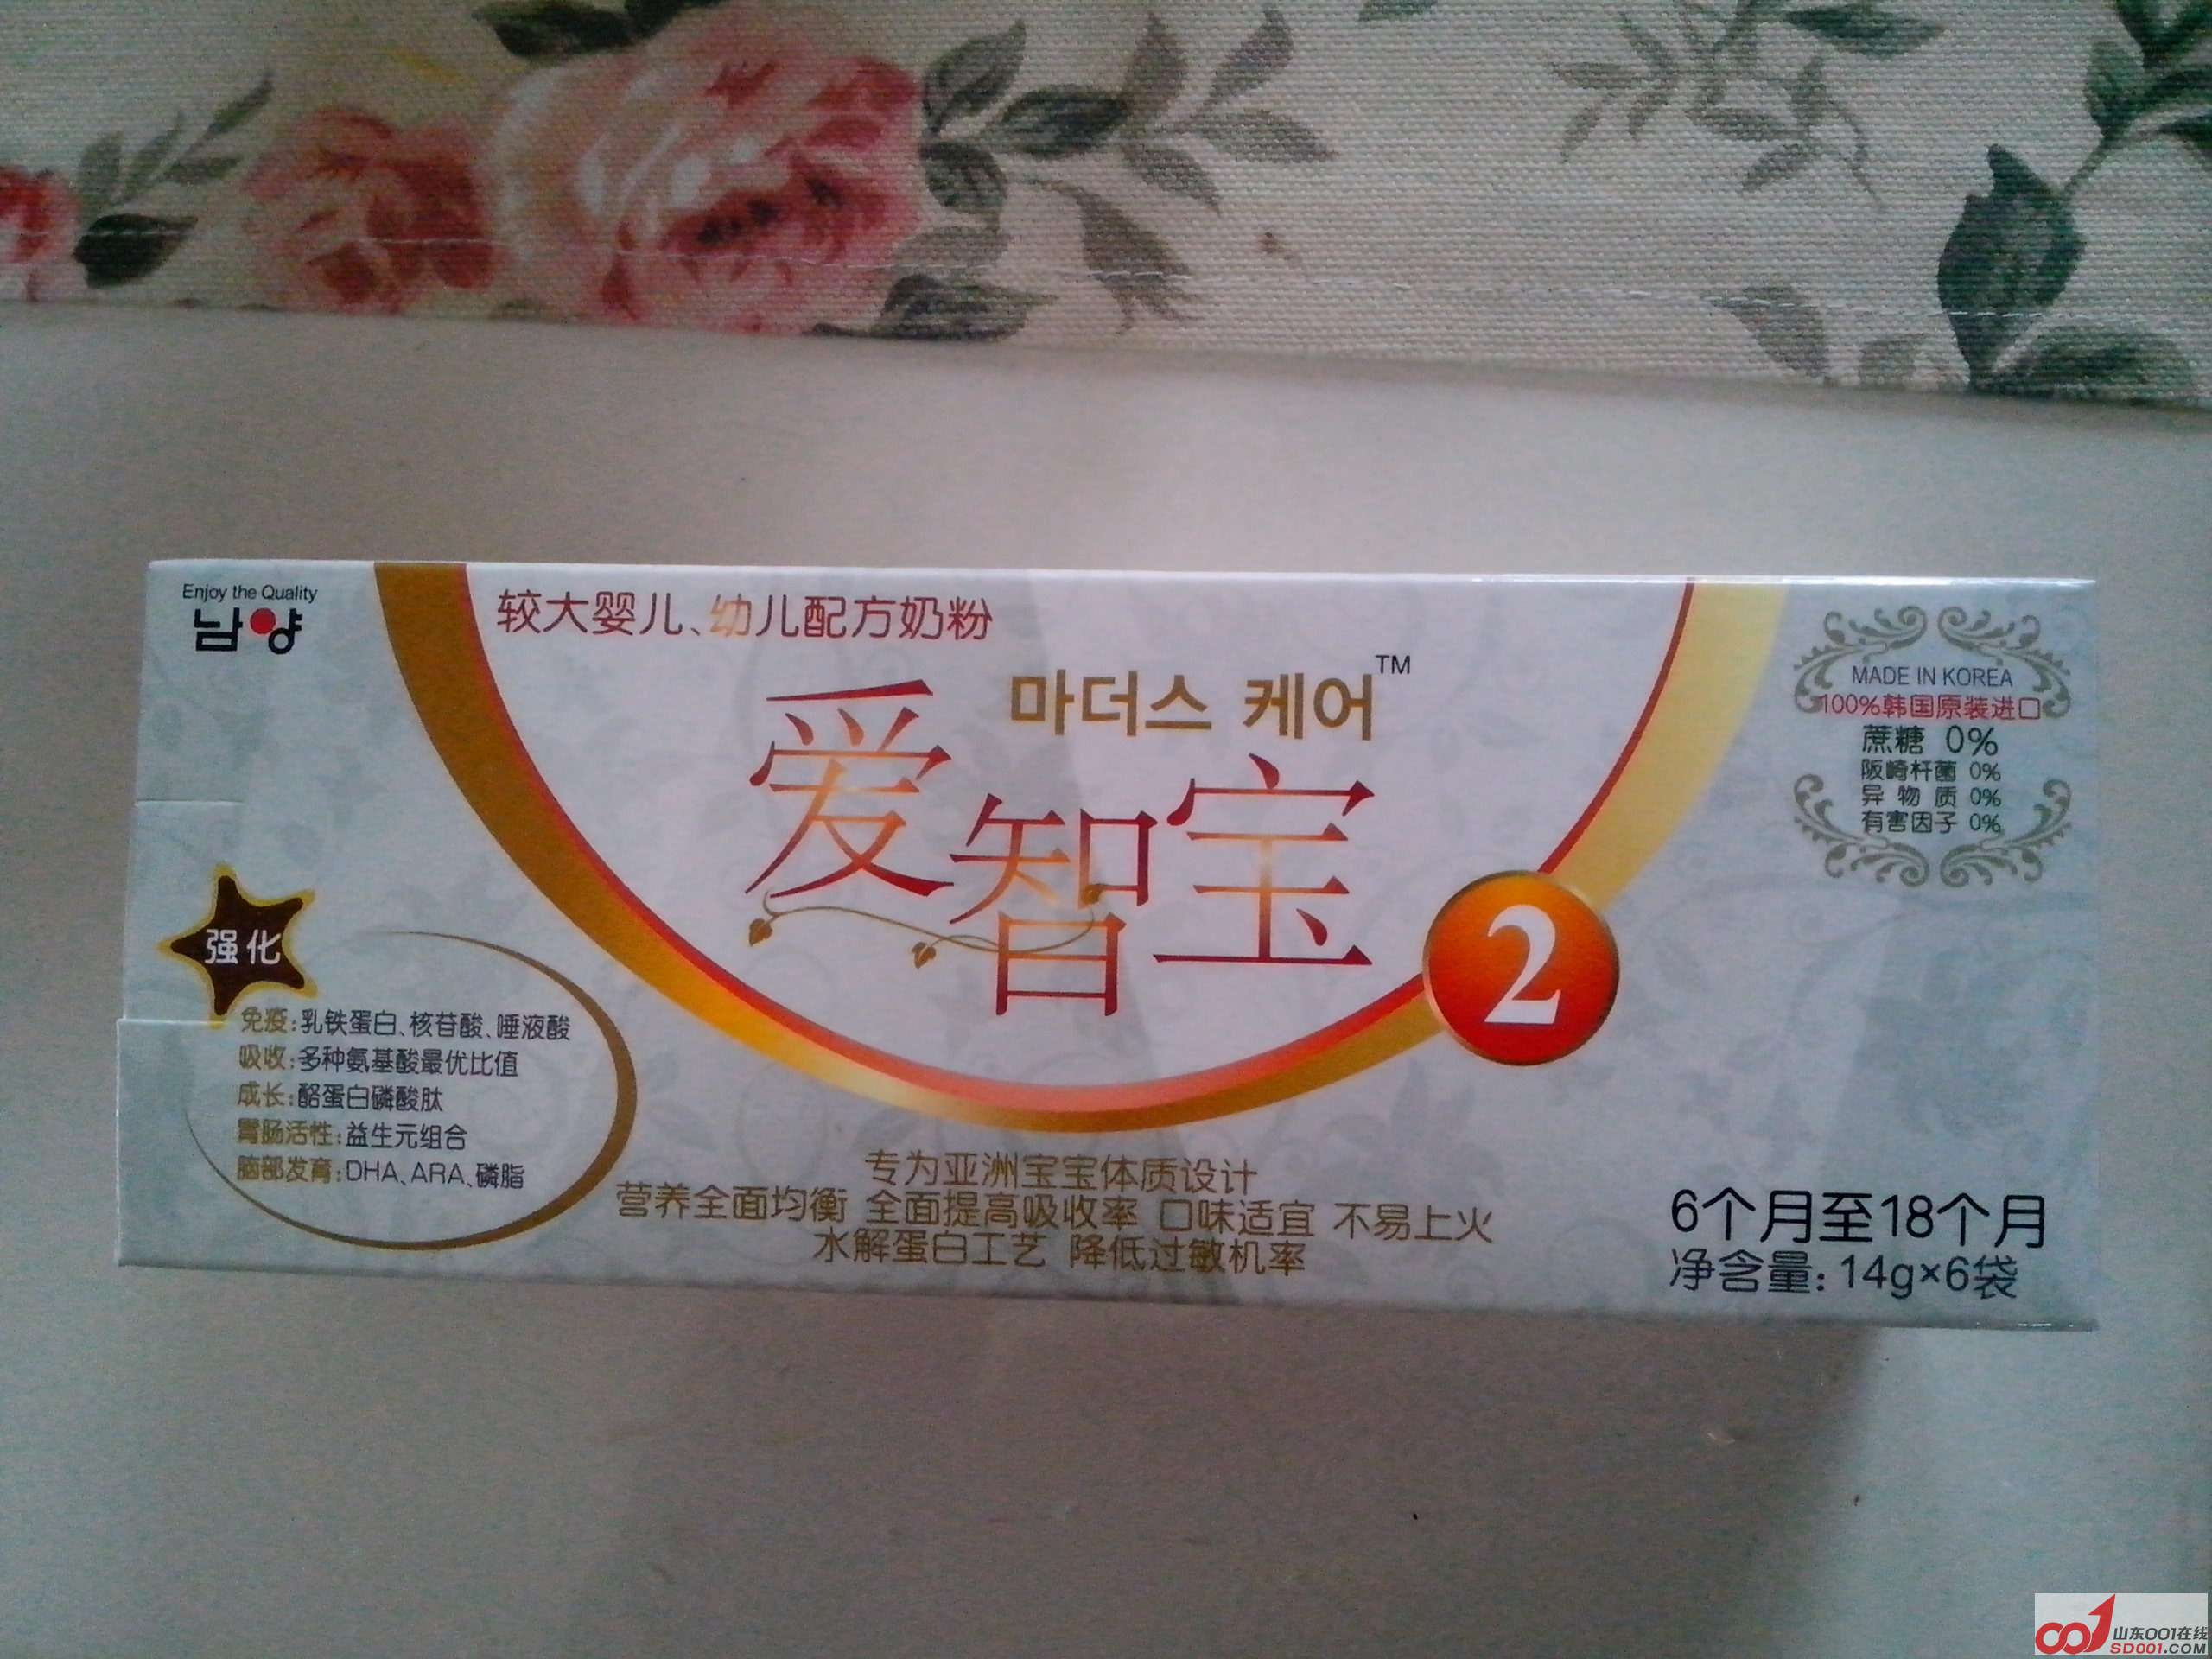 Enjoy the Quality
남양
较大婴儿、幼儿配方奶粉
마더스 케어™
爱智宝
2
MADE IN KOREA
100%韩国原装进口
蔗糖 0%
阪崎杆菌 0%
异 物 质 0%
有害因子 0%
强化
免疫:乳铁蛋白、核苷酸、唾液酸
吸收:多种氨基酸最优比值
成长:酪蛋白磷酸肽
胃肠活性:益生元组合
脑部发育:DHA、ARA、磷脂
专为亚洲宝宝体质设计
营养全面均衡 全面提高吸收率 口味适宜 不易上火
水解蛋白工艺 降低过敏机率
6个月至18个月
净含量:14g×6袋
001 山东001在线
SD001.COM